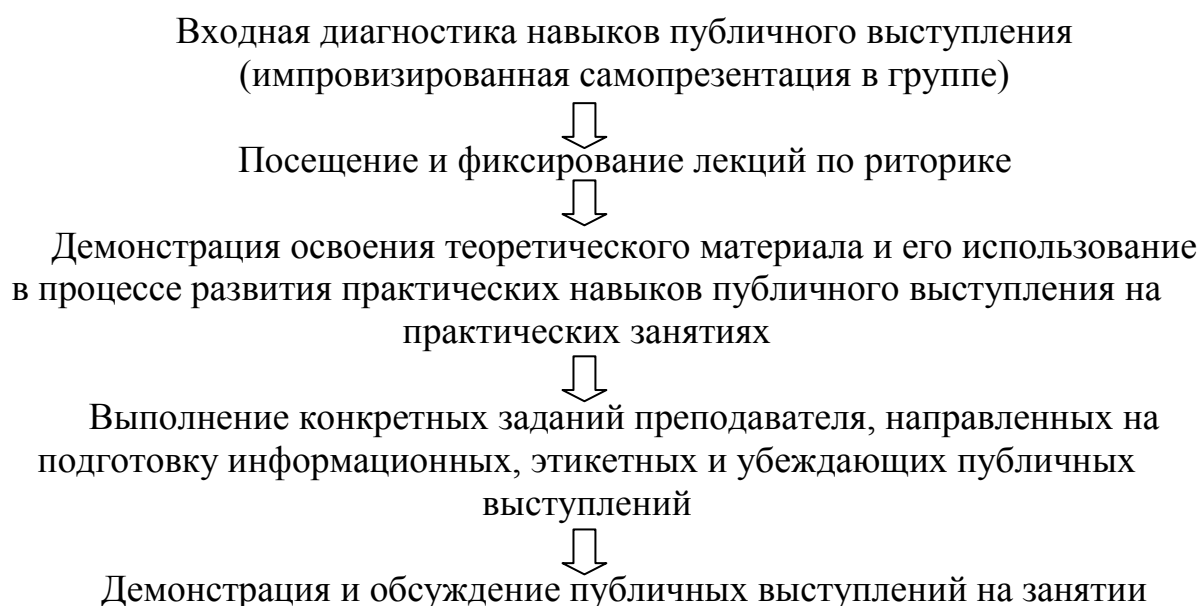 Входная диагностика навыков публичного выступления
(импровизированная самопрезентация в группе)
Посещение и фиксирование лекций по риторике
Демонстрация освоения теоретического материала и его использование
в процессе развития практических навыков публичного выступления на
практических занятиях
Выполнение конкретных заданий преподавателя, направленных на
подготовку информационных, этикетных и убеждающих публичных
выступлений
Демонстрация и обсуждение публичных выступлений на занятии